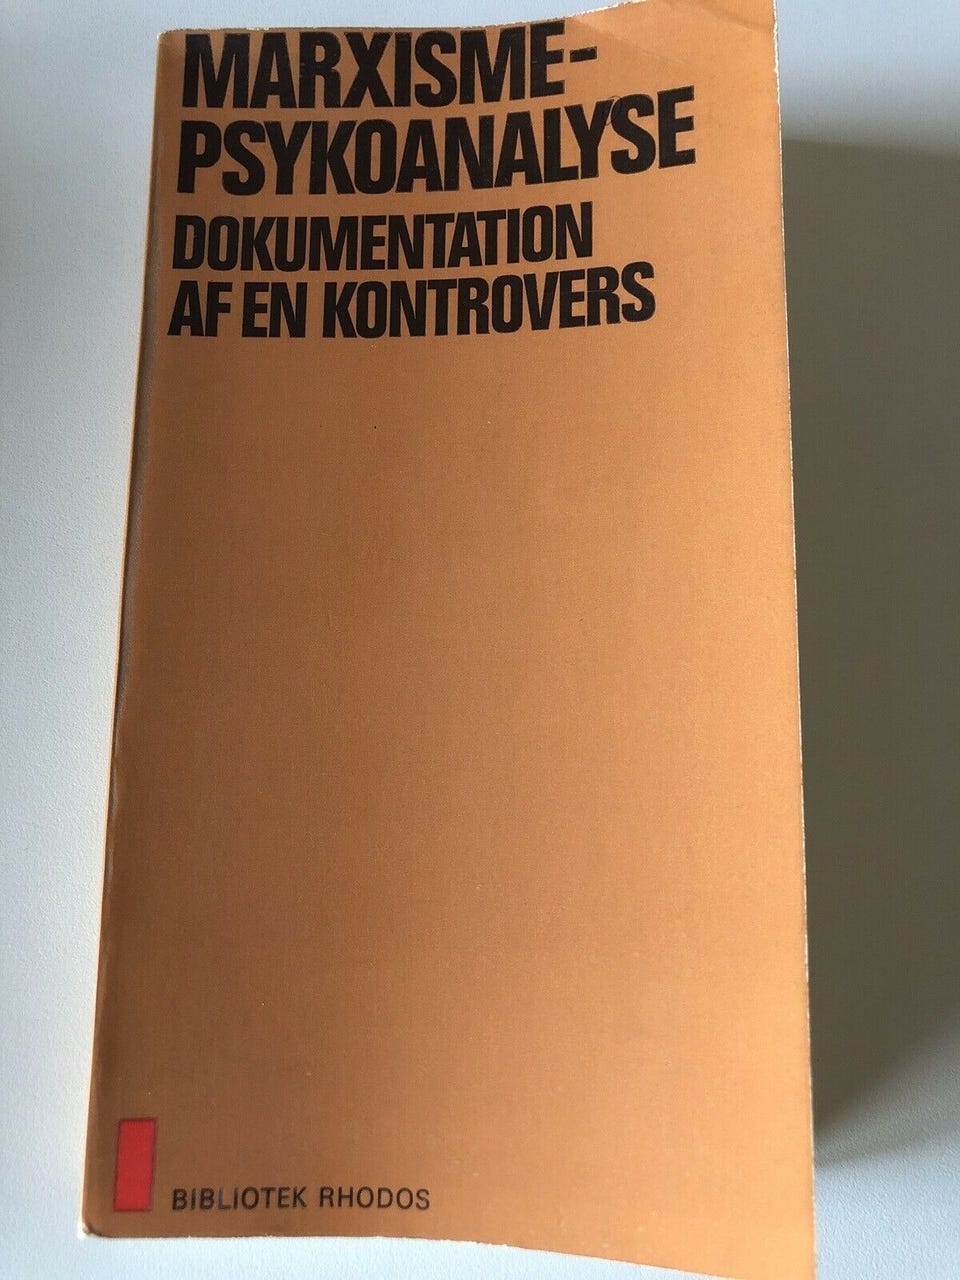 MARXISME-
PSYKOANALYSE
DOKUMENTATION
AF EN KONTROVERS
BIBLIOTEK RHODOS